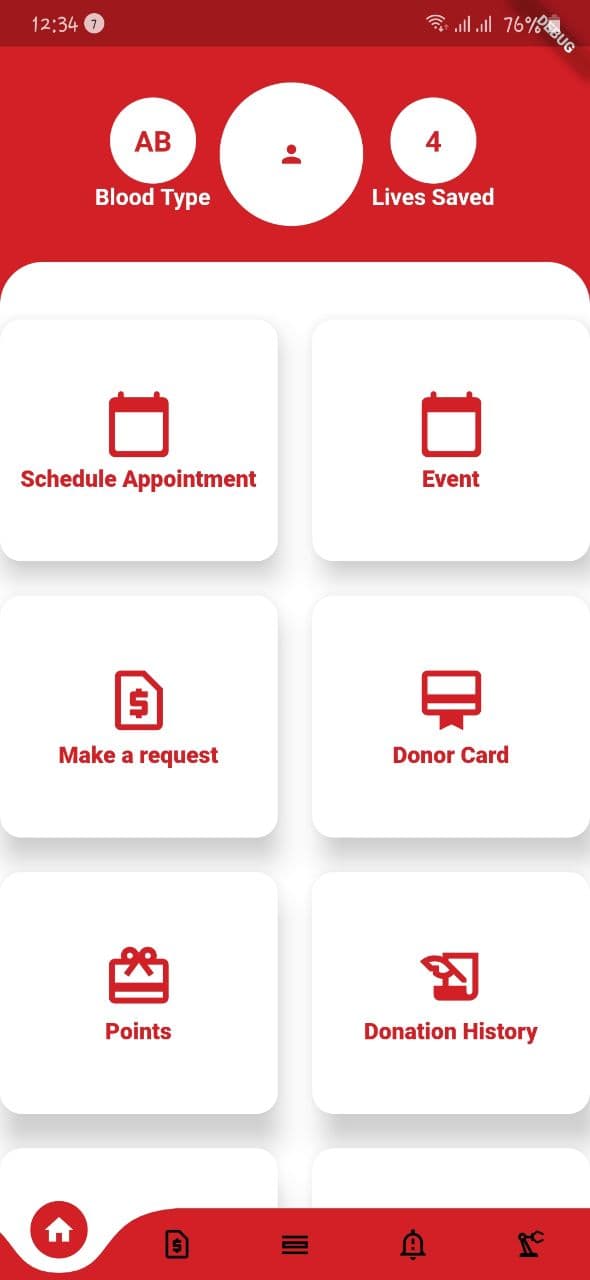 12:34 7 76%
DEBUG
AB 4
Blood Type Lives Saved
Schedule Appointment Event
$
Make a request Donor Card
Points Donation History
$